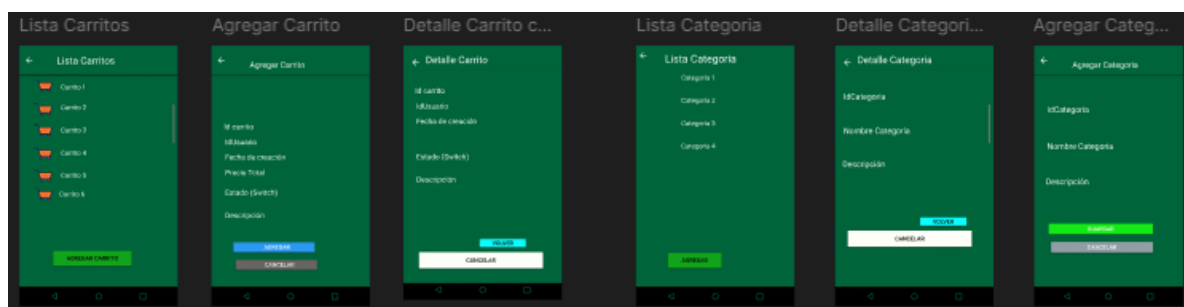 Lista Carritos
Lista Carritos
Carrito 1
Carrito 2
Carrito 3
Carrito 4
Carrito 5
Carrito 6
AGREGAR CARRITO
Agregar Carrito
Agregar Carrito
Id carrito
IdUsuario
Fecha de creación
Precio Total
Estado (Switch)
Descripción
AGREGAR
CANCELAR
Detalle Carrito c...
Detalle Carrito
Id carrito
IdUsuario
Fecha de creación
Estado (Switch)
Descripción
VOLVER
CANCELAR
Lista Categoria
Lista Categoria
Categoria 1
Categoria 2
Categoria 3
Categoria 4
AGREGAR
Detalle Categori...
Detalle Categoria
IdCategoria
Nombre Categoria
Descripción
VOLVER
CANCELAR
Agregar Categ...
Agregar Categoria
IdCategoria
Nombre Categoria
Descripción
CANCELAR